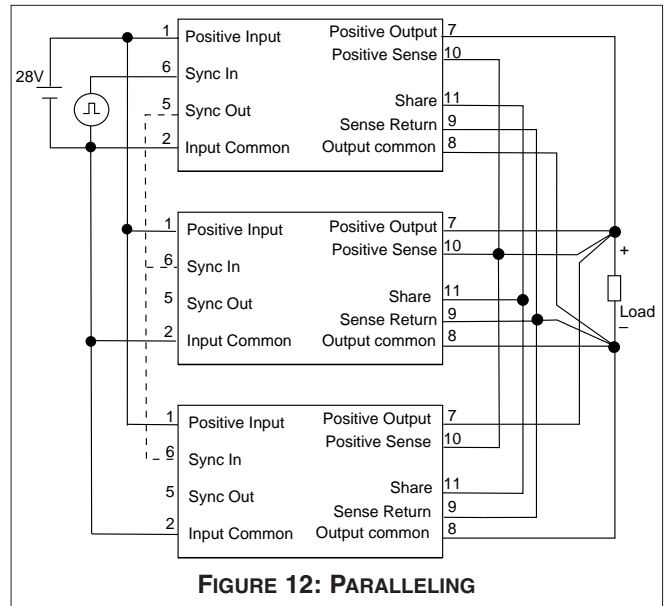 28V
1 Positive Input Positive Output 7
Positive Sense 10
6 Sync In
5 Sync Out Share 11
Sense Return 9
2 Input Common Output common 8
1 Positive Input Positive Output 7
Positive Sense 10
6 Sync In
5 Sync Out Share 11
Sense Return 9
2 Input Common Output common 8
+
Load
–
1 Positive Input Positive Output 7
Positive Sense 10
6 Sync In
5 Sync Out Share 11
Sense Return 9
2 Input Common Output common 8
FIGURE 12: PARALLELING